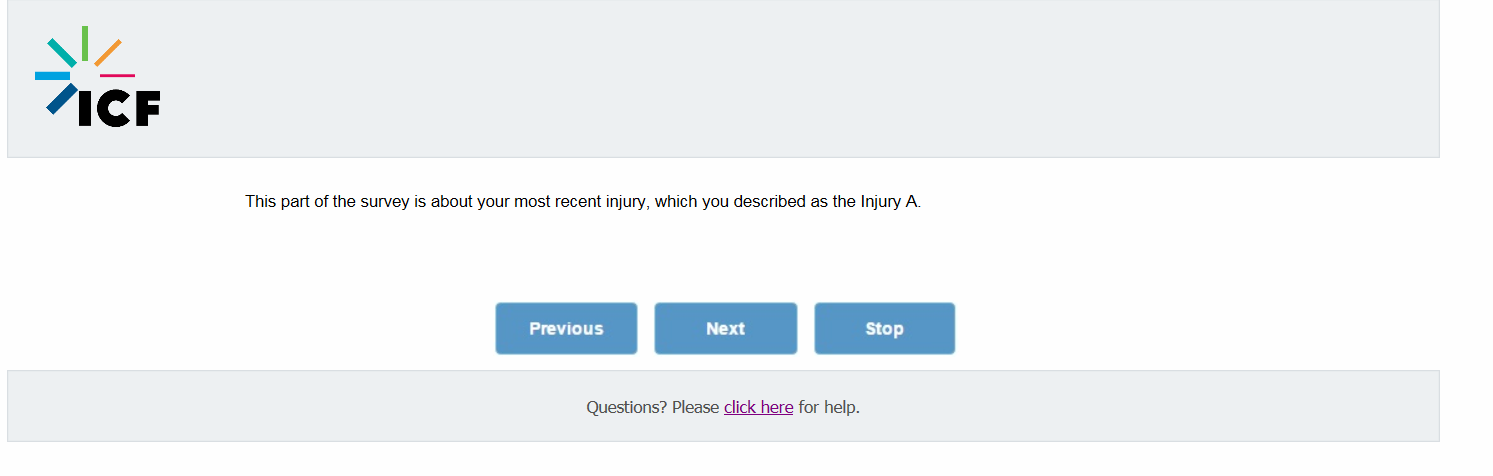 ICF
This part of the survey is about your most recent injury, which you described as the Injury A.
Previous
Next
Stop
Questions? Please click here for help.